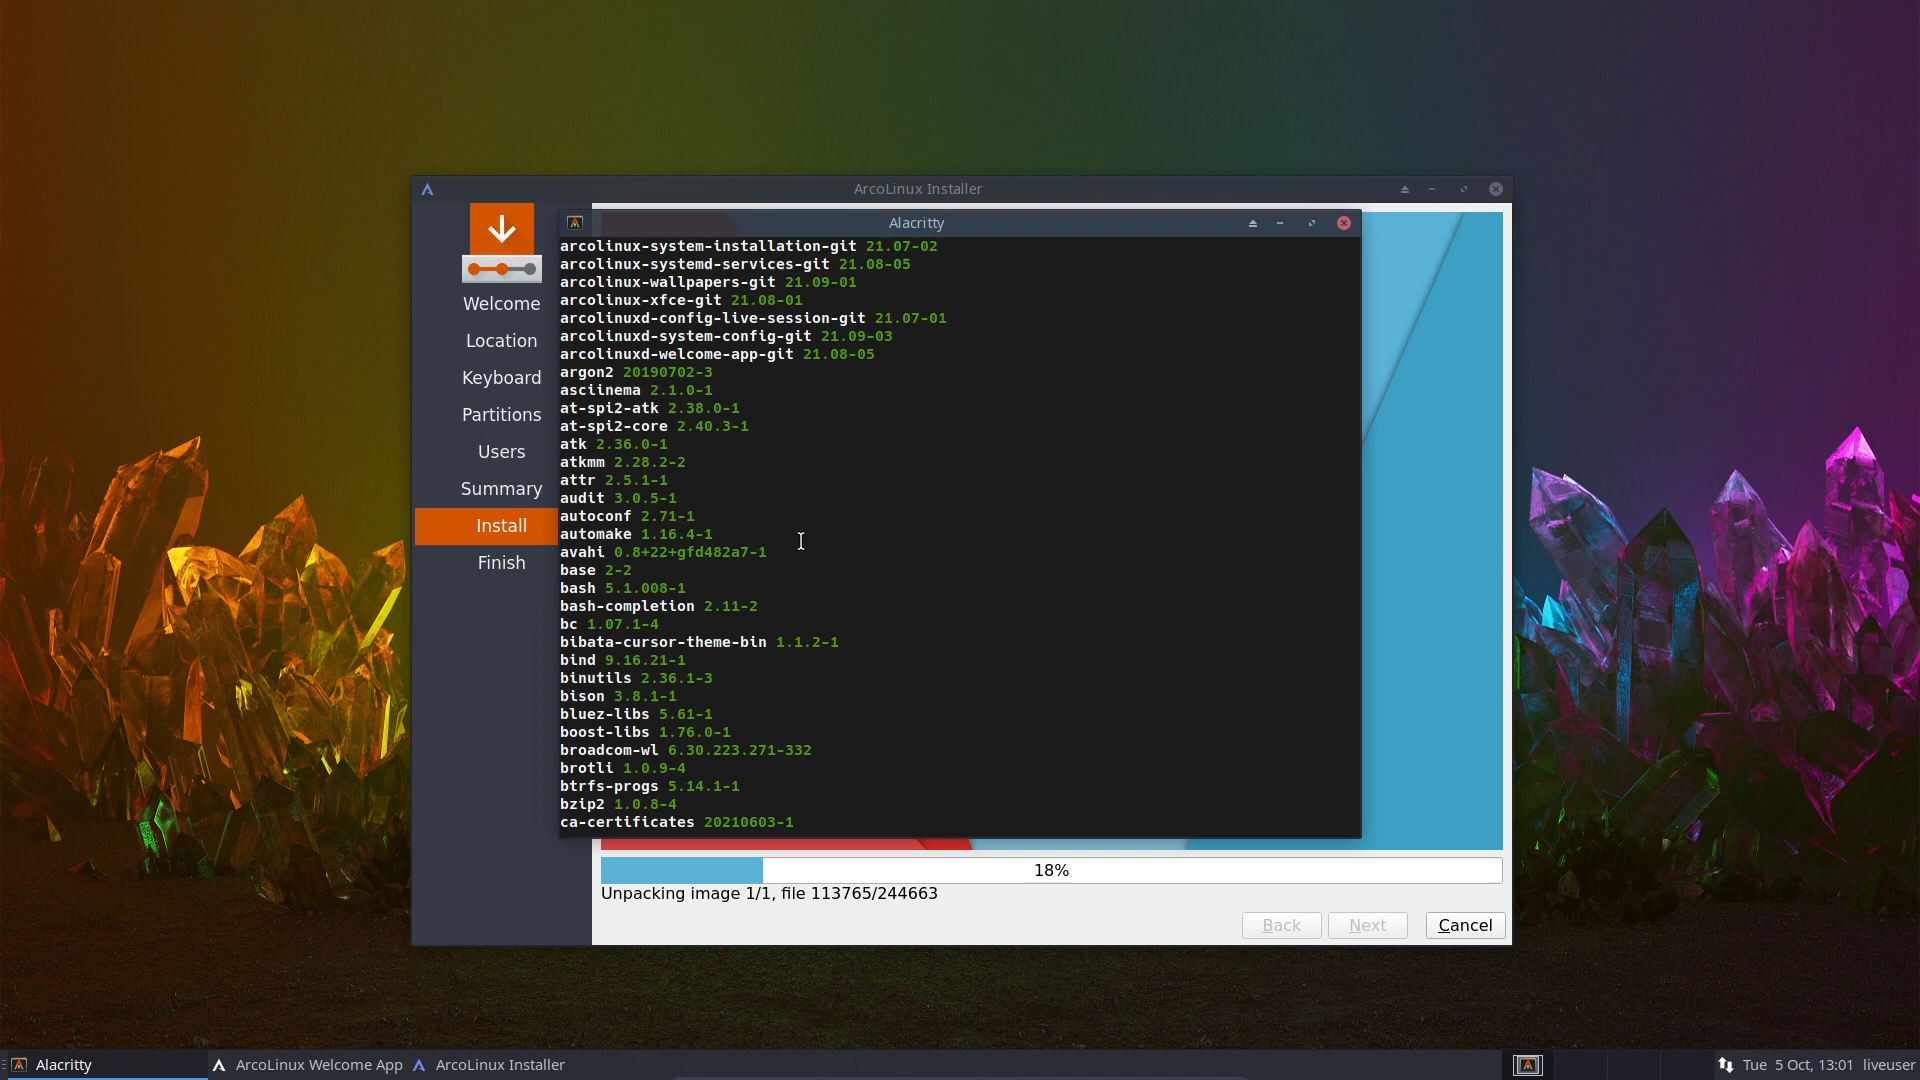 ArcoLinux Installer
Welcome
Location
Keyboard
Partitions
Users
Summary
Install
Finish
Alacritty
arcolinux-system-installation-git 21.07-02
arcolinux-systemd-services-git 21.08-05
arcolinux-wallpapers-git 21.09-01
arcolinux-xfce-git 21.08-01
arcolinuxd-config-live-session-git 21.07-01
arcolinuxd-system-config-git 21.09-03
arcolinuxd-welcome-app-git 21.08-05
argon2 20190702-3
asciinema 2.1.0-1
at-spi2-atk 2.38.0-1
at-spi2-core 2.40.3-1
atk 2.36.0-1
atkmm 2.28.2-2
attr 2.5.1-1
audit 3.0.5-1
autoconf 2.71-1
automake 1.16.4-1
avahi 0.8+22+gfd482a7-1
base 2-2
bash 5.1.008-1
bash-completion 2.11-2
bc 1.07.1-4
bibata-cursor-theme-bin 1.1.2-1
bind 9.16.21-1
binutils 2.36.1-3
bison 3.8.1-1
bluez-libs 5.61-1
boost-libs 1.76.0-1
broadcom-wl 6.30.223.271-332
brotli 1.0.9-4
btrfs-progs 5.14.1-1
bzip2 1.0.8-4
ca-certificates 20210603-1
18%
Unpacking image 1/1, file 113765/244663
Back Next Cancel
Alacritty ArcoLinux Welcome App ArcoLinux Installer Tue 5 Oct, 13:01 liveuser